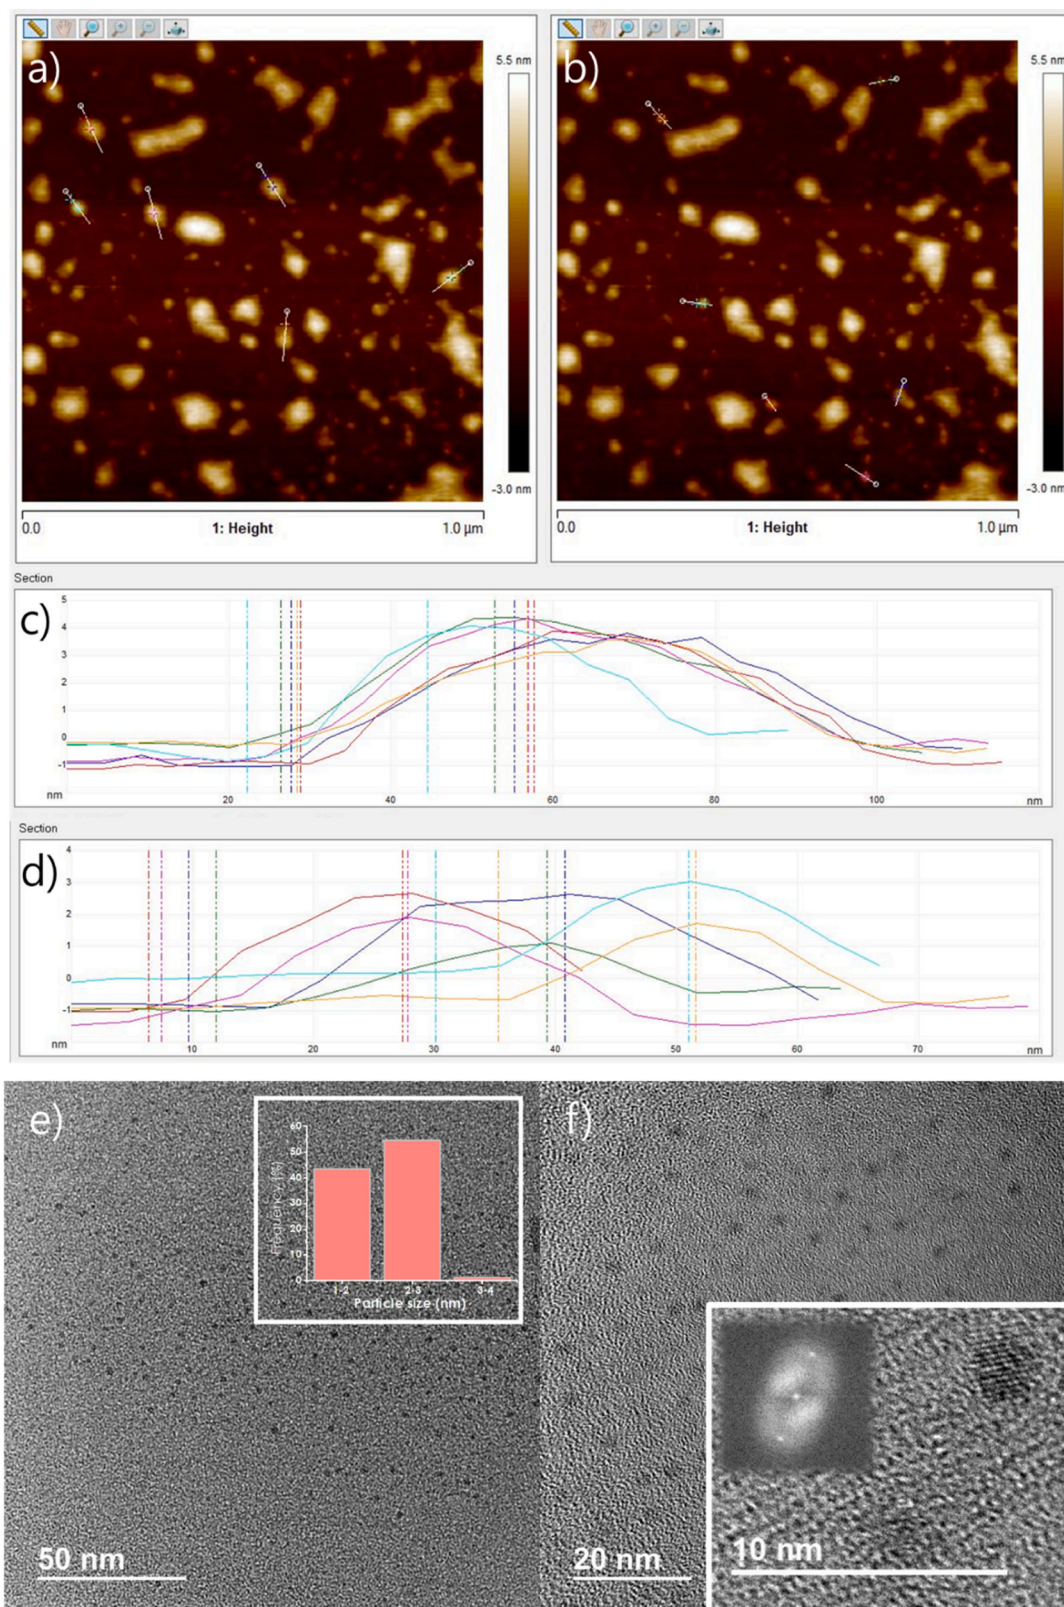 a)
5.5 nm
-3.0 nm
0.0
1: Height
1.0 µm
b)
5.5 nm
-3.0 nm
0.0
1: Height
1.0 µm
Section
c)
5
4
3
2
1
0
-1
nm
20
40
60
80
100
nm
Section
d)
4
3
2
1
0
-1
nm
10
20
30
40
50
60
70
nm
e)
60
50
40
30
20
10
0
Frequency (%)
1-2
2-3
3-4
Particle size (nm)
50 nm
f)
20 nm
10 nm